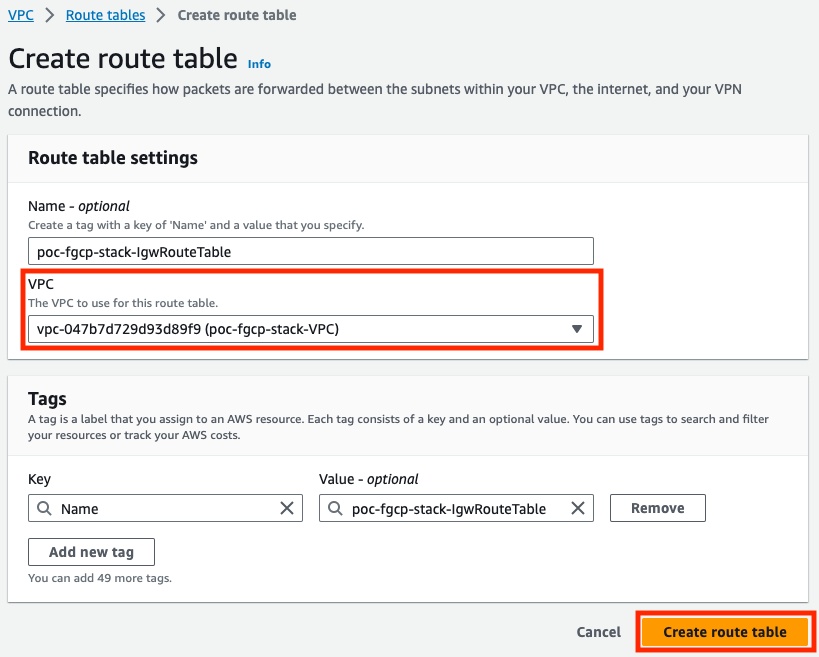 VPC > Route tables > Create route table
Create route table Info
A route table specifies how packets are forwarded between the subnets within your VPC, the internet, and your VPN
connection.
Route table settings
Name - optional
Create a tag with a key of 'Name' and a value that you specify.
poc-fgcp-stack-IgwRouteTable
VPC
The VPC to use for this route table.
vpc-047b7d729d93d89f9 (poc-fgcp-stack-VPC)
Tags
A tag is a label that you assign to an AWS resource. Each tag consists of a key and an optional value. You can use tags to search and filter
your resources or track your AWS costs.
Key Value - optional
Name poc-fgcp-stack-IgwRouteTable Remove
Add new tag
You can add 49 more tags.
Cancel Create route table